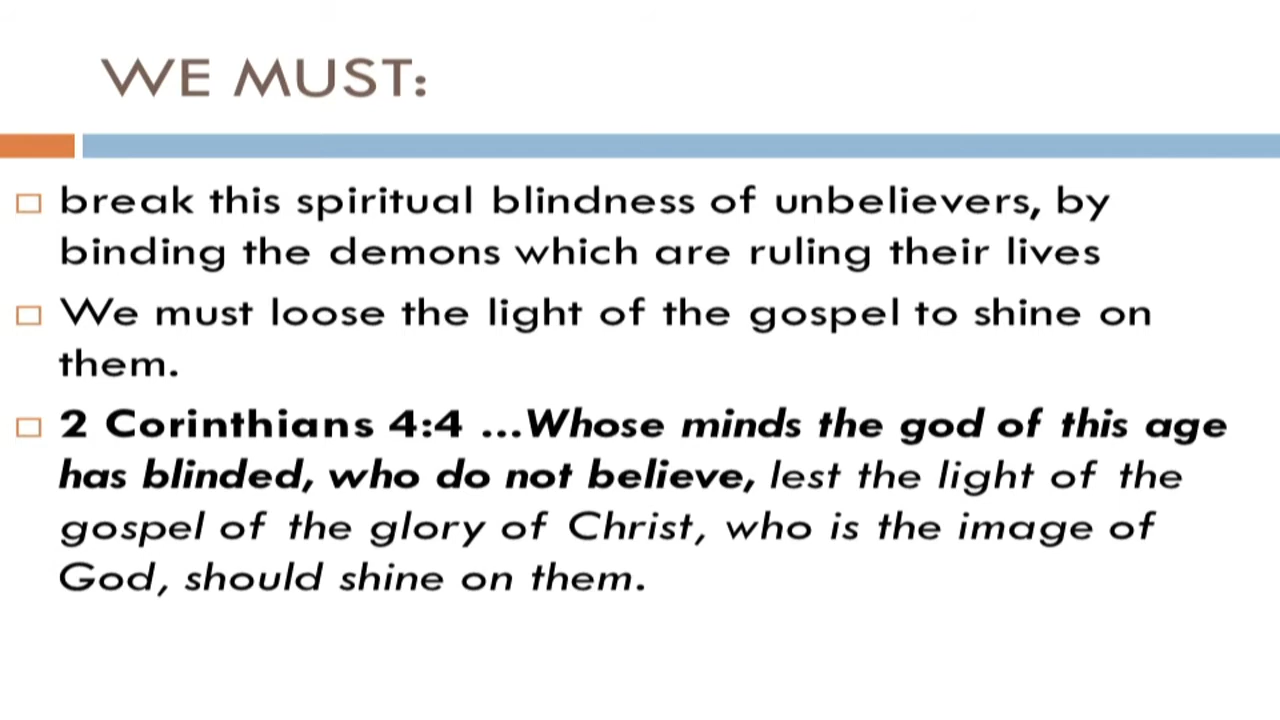 WE MUST:
break this spiritual blindness of unbelievers, by
binding the demons which are ruling their lives
We must loose the light of the gospel to shine on
them.
2 Corinthians 4:4 ...Whose minds the god of this age
has blinded, who do not believe, lest the light of the
gospel of the glory of Christ, who is the image of
God, should shine on them.